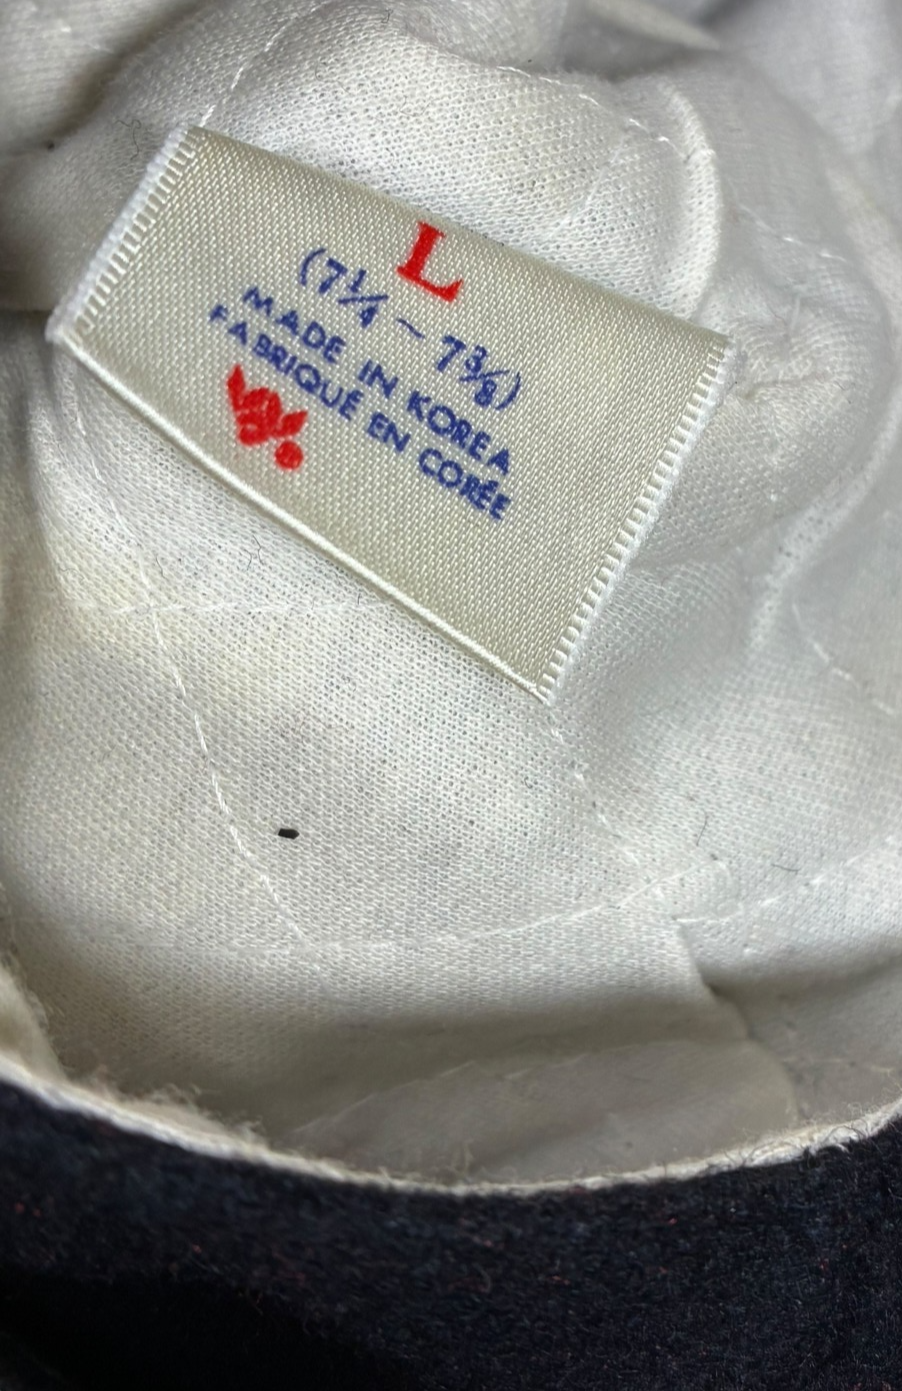 L
(7¼ ~ 7⅜)
MADE IN KOREA
FABRIQUÉ EN CORÉE